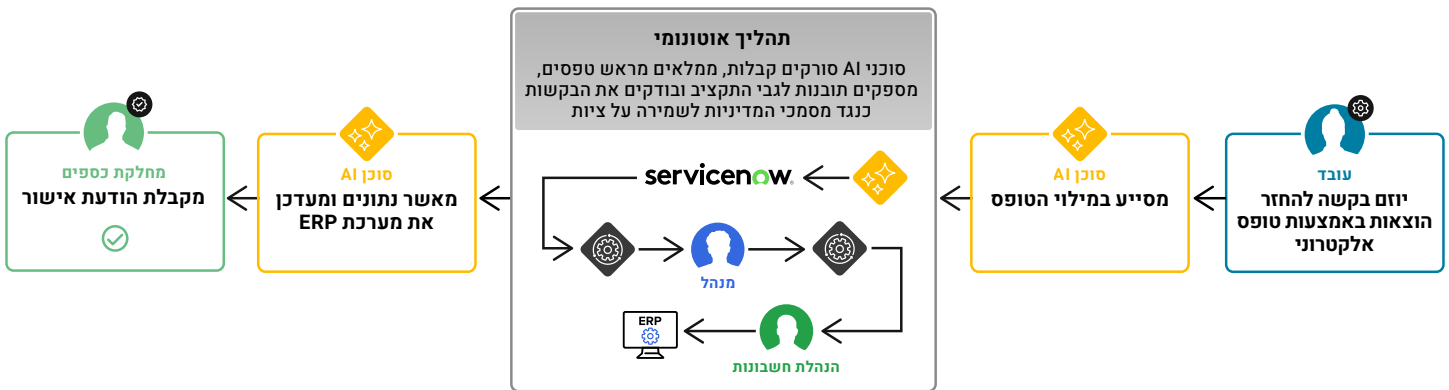 עובד
יוזם בקשה להחזר
הוצאות באמצעות טופס
אלקטרוני
סוכן AI
מסייע במילוי הטופס
תהליך אוטונומי
סוכני AI סורקים קבלות, ממלאים מראש טפסים,
מספקים תובנות לגבי התקציב ובודקים את הבקשות
כנגד מסמכי המדיניות לשמירה על ציות
servicenow
מנהל
הנהלת חשבונות
ERP
סוכן AI
מאשר נתונים ומעדכן
את מערכת ERP
מחלקת כספים
מקבלת הודעת אישור